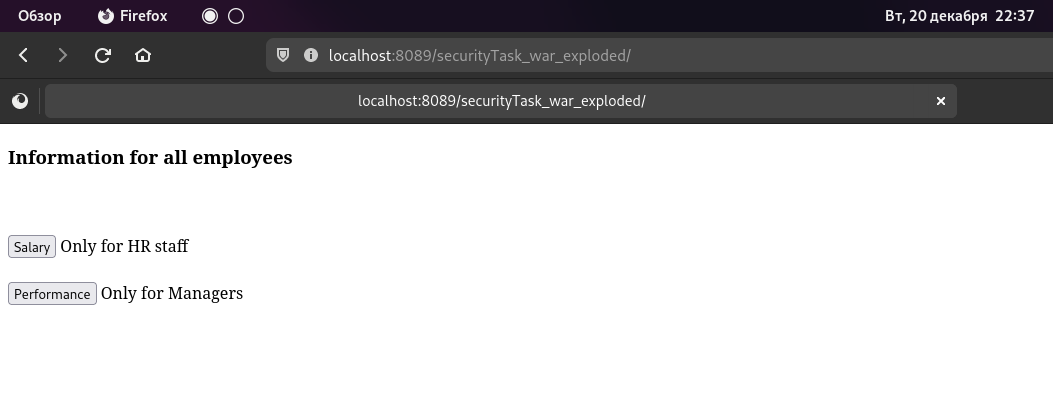 Обзор Firefox Вт, 20 декабря 22:37
localhost:8089/securityTask_war_exploded/
localhost:8089/securityTask_war_exploded/
Information for all employees
Salary Only for HR staff
Performance Only for Managers